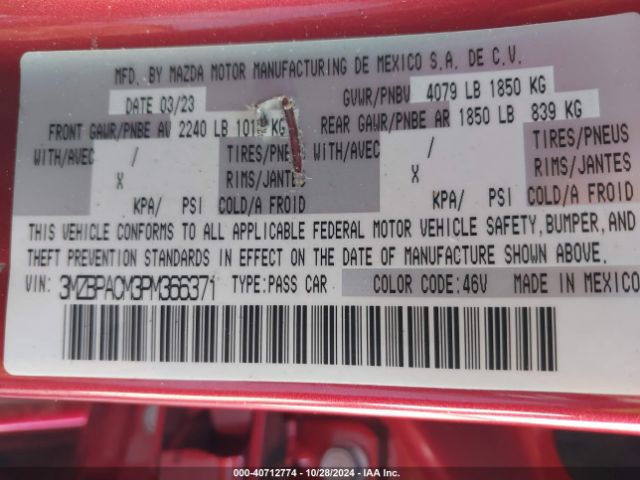 MFD. BY MAZDA MOTOR MANUFACTURING DE MEXICO S.A. DE C.V.
DATE 03/23 GVWR/PNBV 4079 LB 1850 KG
FRONT GAWR/PNBE AV 2240 LB KG REAR GAWR/PNBE AR 1850 LB 839 KG
WITH/AVEC / TIRES/PNEU WITH/AVEC / TIRES/PNEUS
X RIMS/JANTES X RIMS/JANTES
KPA/ PSI COLD/A FROID KPA/ PSI COLD/A FROID
THIS VEHICLE CONFORMS TO ALL APPLICABLE FEDERAL MOTOR VEHICLE SAFETY, BUMPER, AND
THEFT PREVENTION STANDARDS IN EFFECT ON THE DATE OF MANUFACTURE SHOWN ABOVE.
VIN: 3MZBPACM3PM366371 TYPE:PASS CAR COLOR CODE:46V MADE IN MEXICO
000-40712774 | 10/28/2024 | IAA Inc.